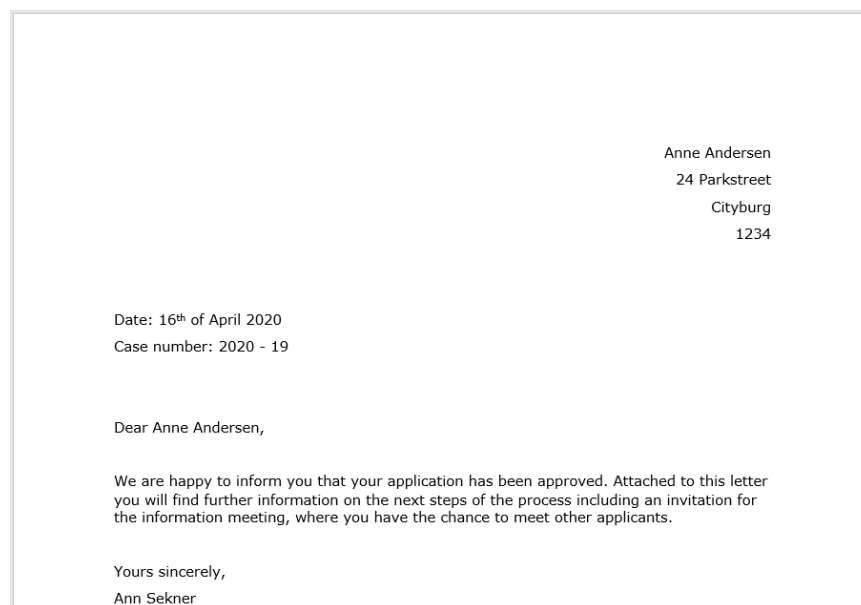 Anne Andersen
24 Parkstreet
Cityburg
1234
Date: 16th of April 2020
Case number: 2020 - 19
Dear Anne Andersen,
We are happy to inform you that your application has been approved. Attached to this letter
you will find further information on the next steps of the process including an invitation for
the information meeting, where you have the chance to meet other applicants.
Yours sincerely,
Ann Sekner